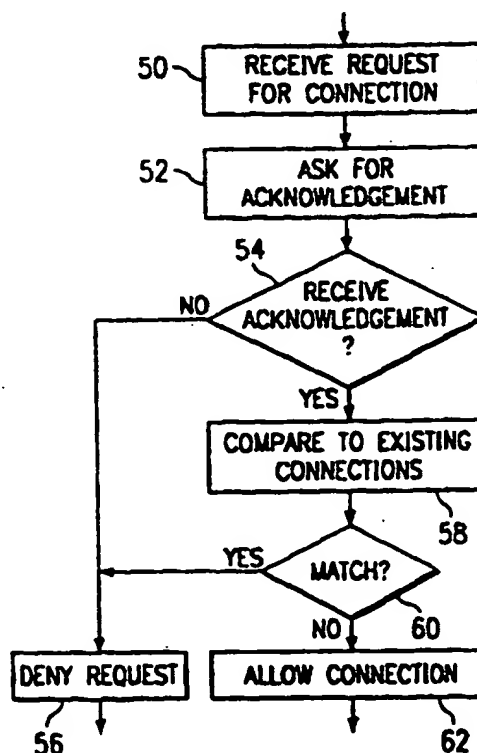 50
RECEIVE REQUEST
FOR CONNECTION
52
ASK FOR
ACKNOWLEDGEMENT
54
RECEIVE
ACKNOWLEDGEMENT
?
NO
YES
COMPARE TO EXISTING
CONNECTIONS
58
YES
MATCH?
60
NO
DENY REQUEST
56
ALLOW CONNECTION
62